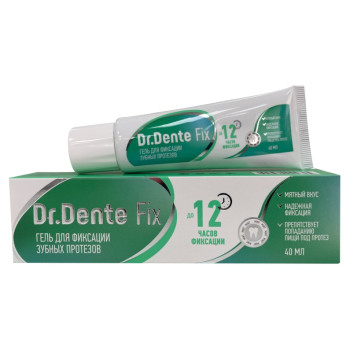 Dr.Dente Fix
ГЕЛЬ ДЛЯ ФИКСАЦИИ
ЗУБНЫХ ПРОТЕЗОВ
12
ЧАСОВ
ФИКСАЦИИ
40 МЛ
Dr.Dente Fix
ГЕЛЬ ДЛЯ ФИКСАЦИИ
ЗУБНЫХ ПРОТЕЗОВ
ДО 12
ЧАСОВ
ФИКСАЦИИ
МЯТНЫЙ ВКУС
НАДЕЖНАЯ
ФИКСАЦИЯ
ПРЕПЯТСТВУЕТ
ПОПАДАНИЮ
ПИЩИ ПОД ПРОТЕЗ
40 МЛ